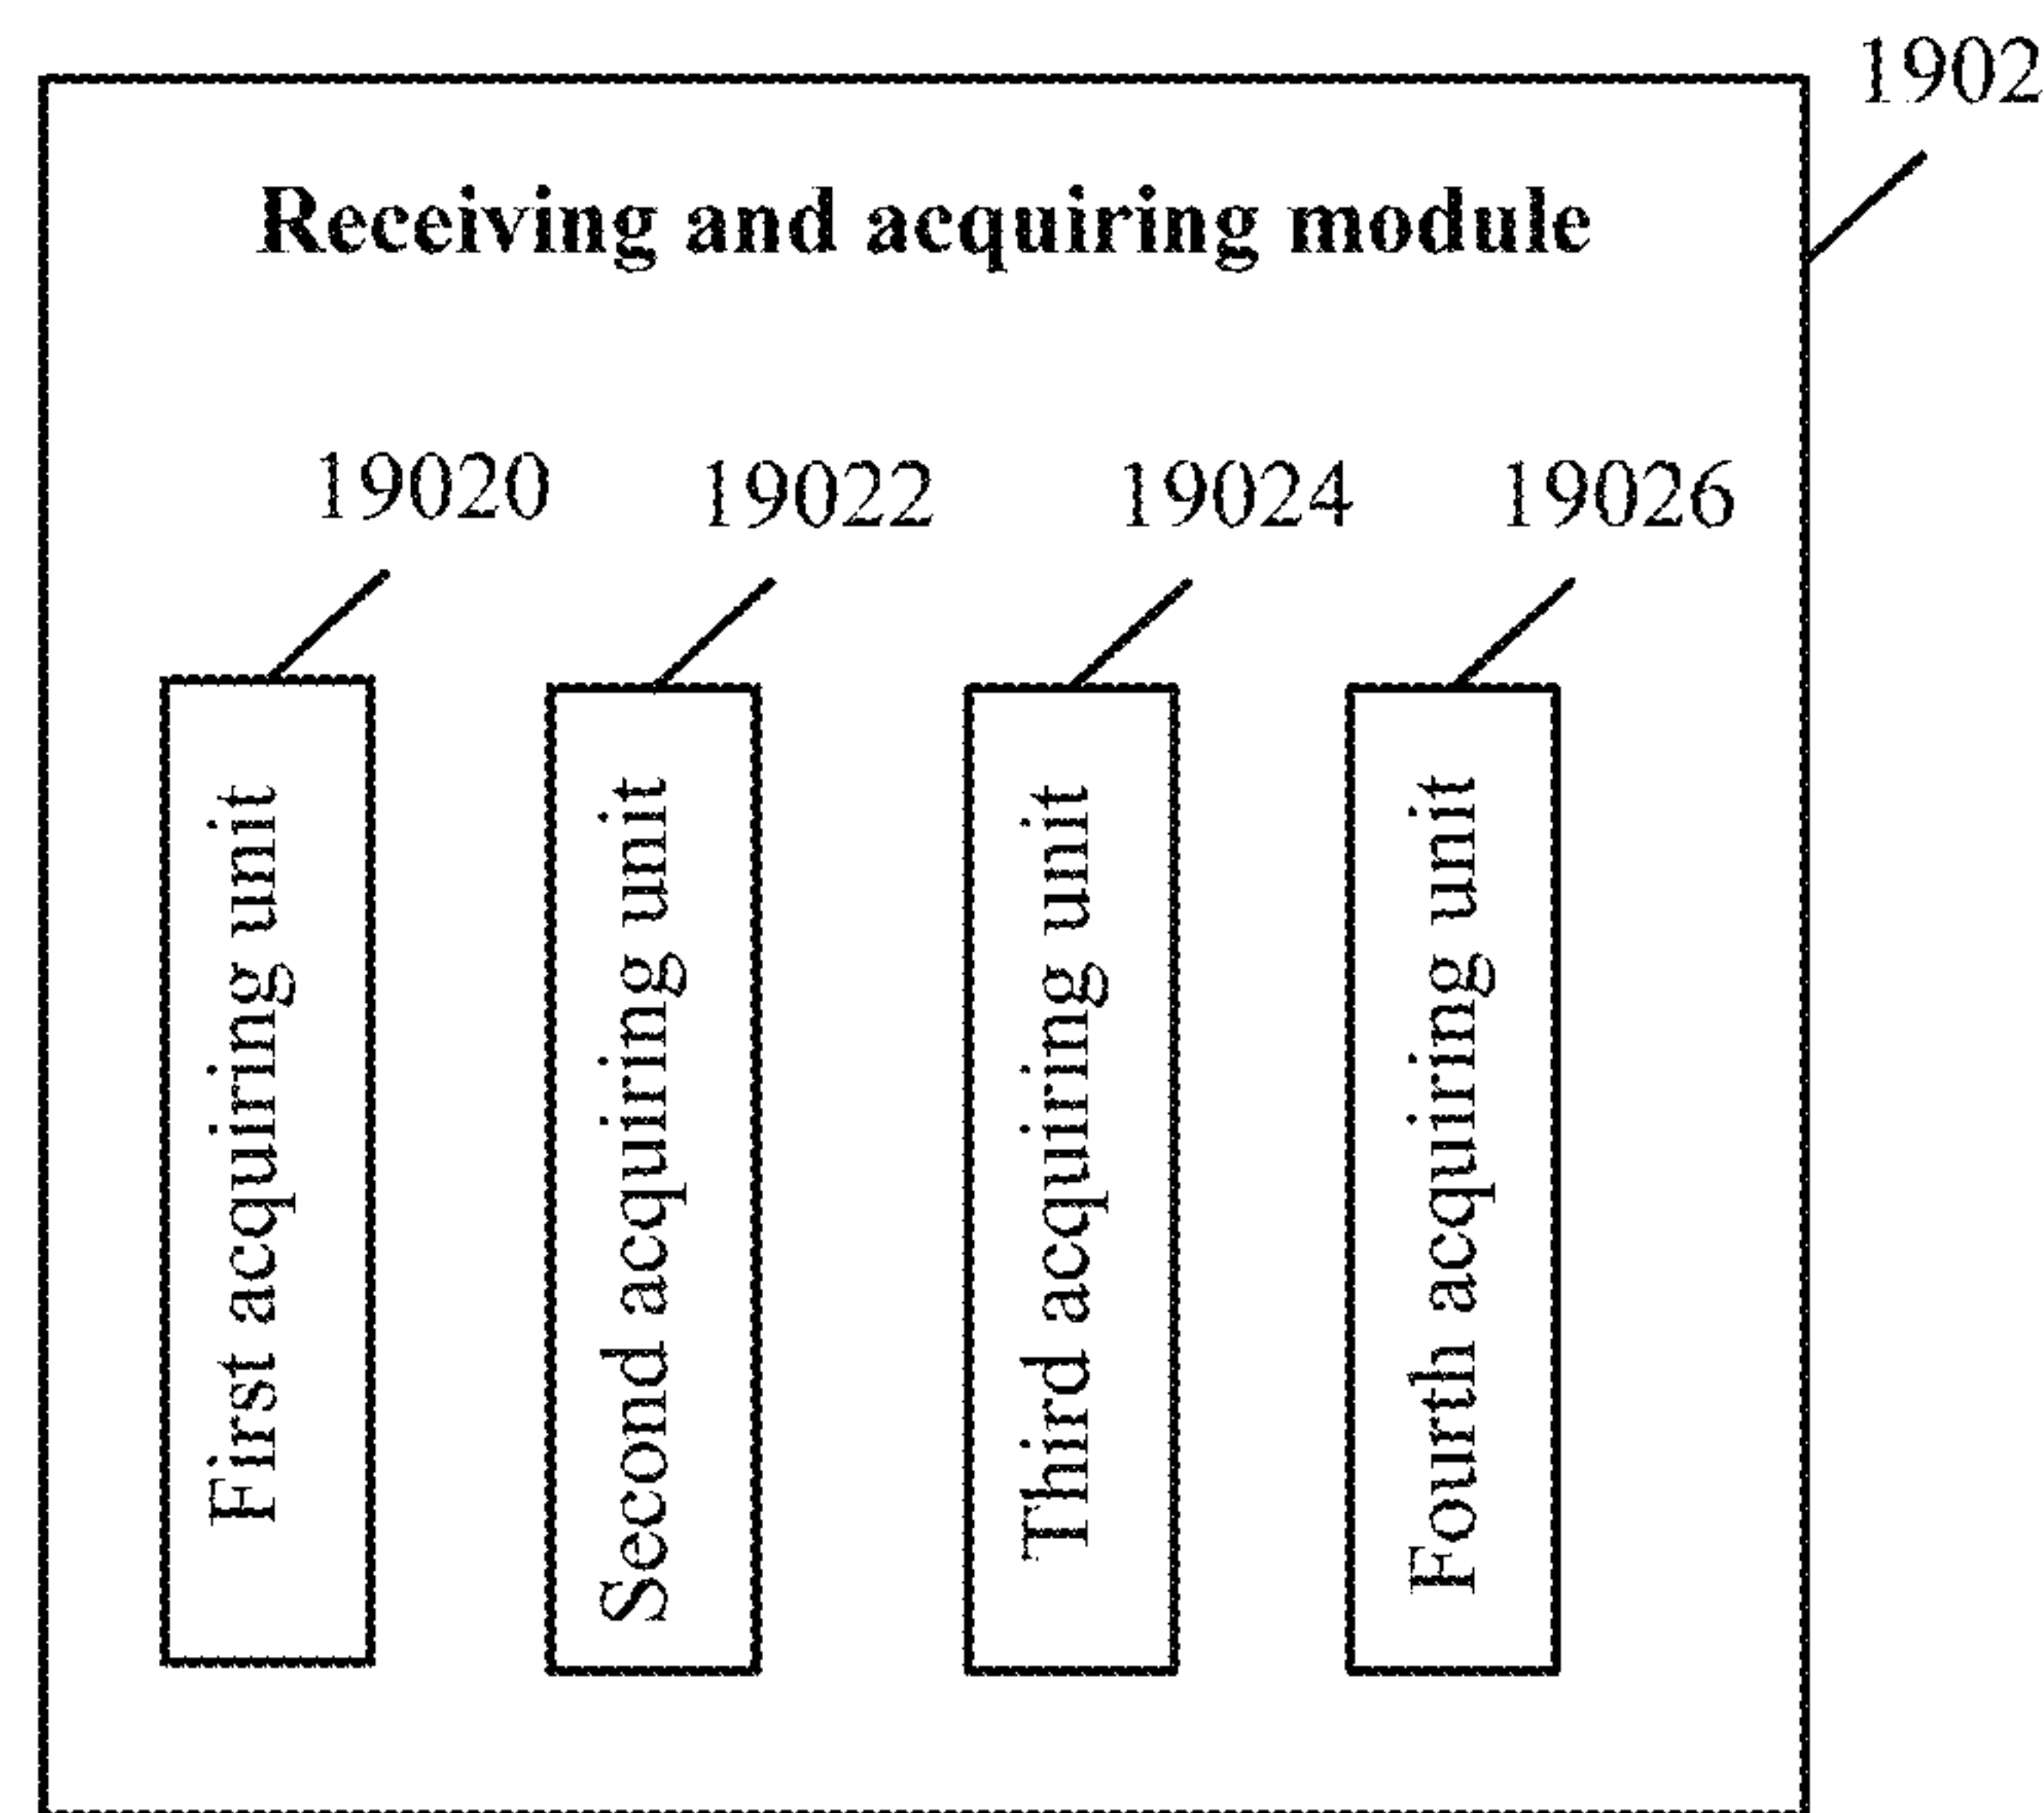 1902
Receiving and acquiring module
19020
19022
19024
19026
First acquiring unit
Second acquiring unit
Third acquiring unit
Fourth acquiring unit